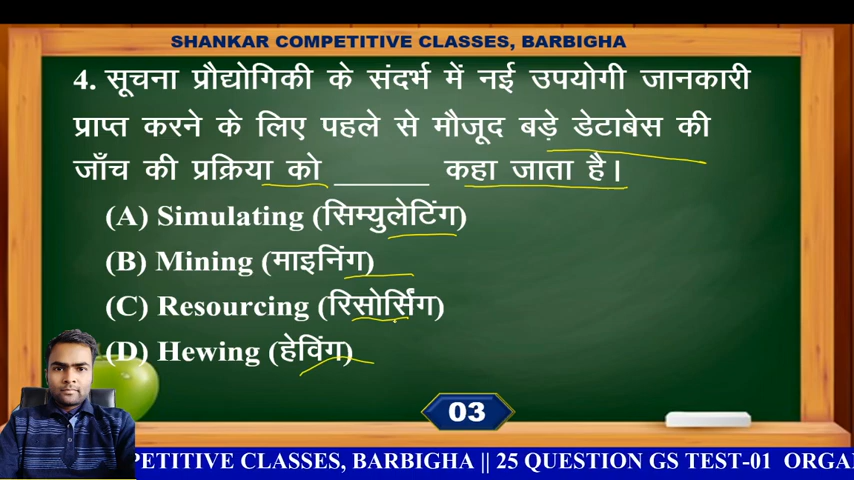 SHANKAR COMPETITIVE CLASSES, BARBIGHA
4. सूचना प्रौद्योगिकी के संदर्भ में नई उपयोगी जानकारी
प्राप्त करने के लिए पहले से मौजूद बड़े डेटाबेस की
जाँच की प्रक्रिया को ________ कहा जाता है।
(A) Simulating (सिम्युलेटिंग)
(B) Mining (माइनिंग)
(C) Resourcing (रिसोर्सिंग)
(D) Hewing (हेविंग)
03
PETITIVE CLASSES, BARBIGHA || 25 QUESTION GS TEST-01 ORGA